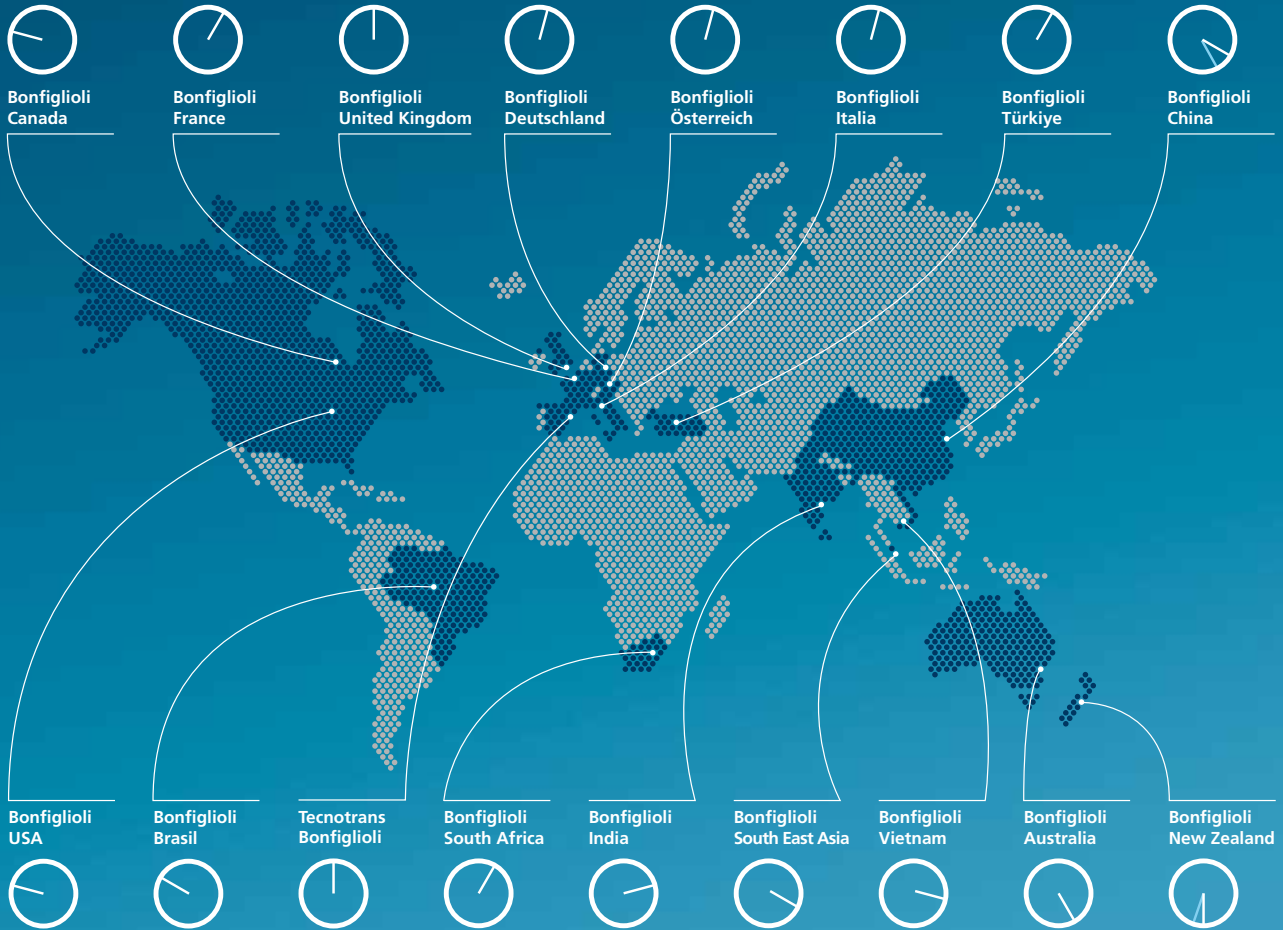 Bonfiglioli
Canada
Bonfiglioli
France
Bonfiglioli
United Kingdom
Bonfiglioli
Deutschland
Bonfiglioli
Österreich
Bonfiglioli
Italia
Bonfiglioli
Türkiye
Bonfiglioli
China
Bonfiglioli
USA
Bonfiglioli
Brasil
Tecnotrans
Bonfiglioli
Bonfiglioli
South Africa
Bonfiglioli
India
Bonfiglioli
South East Asia
Bonfiglioli
Vietnam
Bonfiglioli
Australia
Bonfiglioli
New Zealand